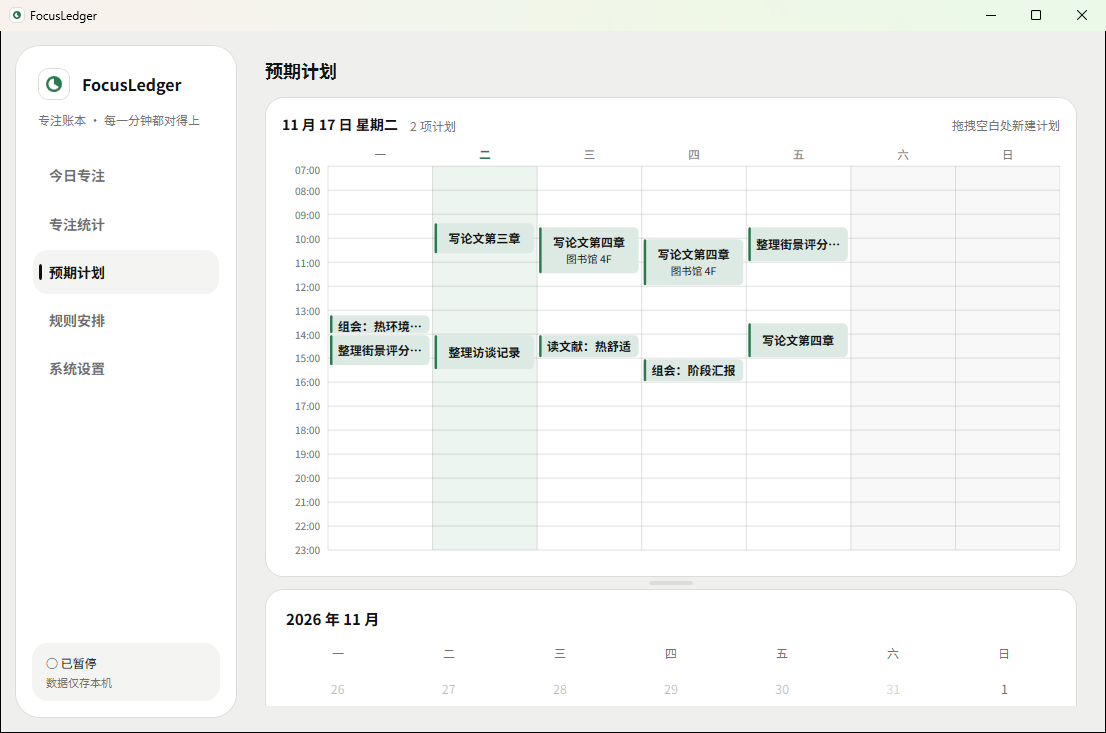 FocusLedger
FocusLedger
专注账本 · 每一分钟都对得上
今日专注
专注统计
预期计划
规则安排
系统设置
已暂停
数据仅存本机
预期计划
11 月 17 日 星期二 2 项计划 拖拽空白处新建计划
一 二 三 四 五 六 日
07:00
08:00
09:00
10:00
11:00
12:00
13:00
14:00
15:00
16:00
17:00
18:00
19:00
20:00
21:00
22:00
23:00
组会：热环境…
整理街景评分…
写论文第三章
整理访谈记录
写论文第四章
图书馆 4F
读文献：热舒适
写论文第四章
图书馆 4F
组会：阶段汇报
整理街景评分…
写论文第四章
2026 年 11 月
一 二 三 四 五 六 日
26 27 28 29 30 31 1